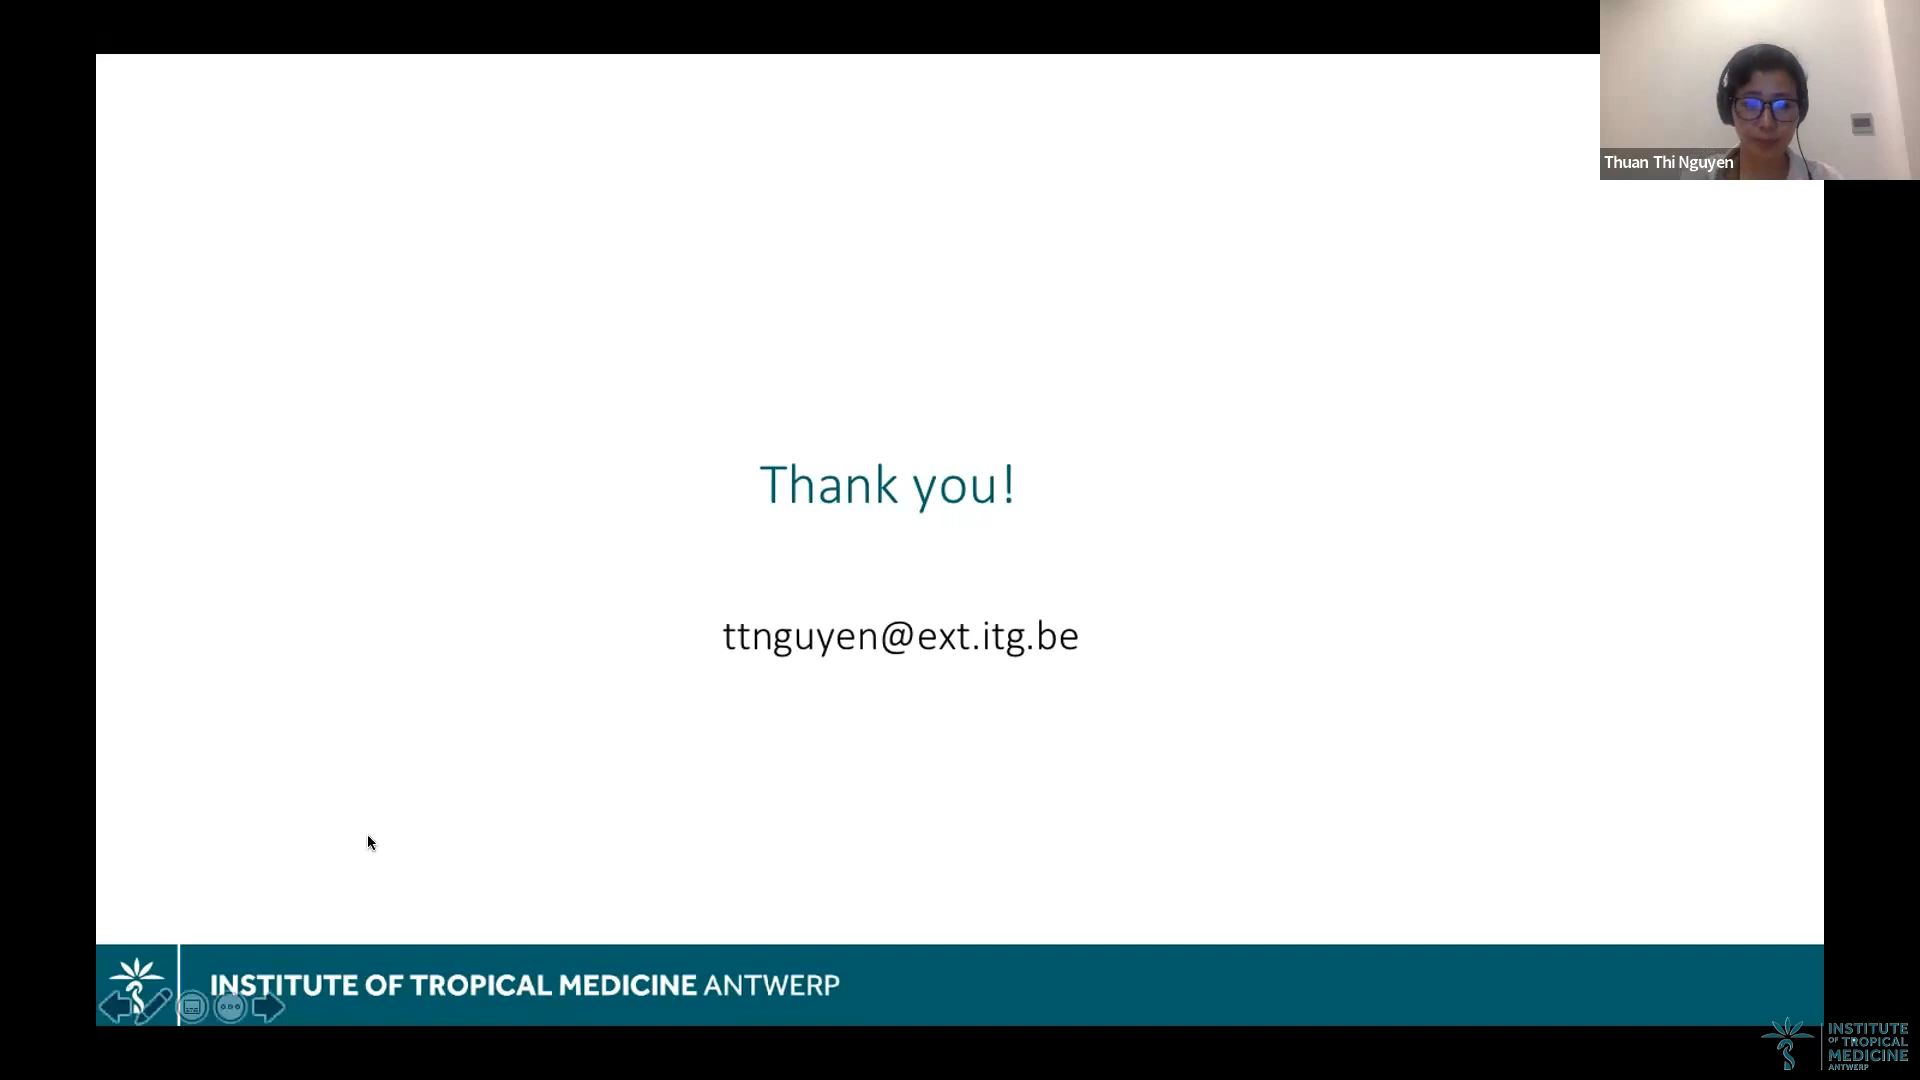 Thuan Thi Nguyen
Thank you!
ttnguyen@ext.itg.be
INSTITUTE OF TROPICAL MEDICINE ANTWERP
INSTITUTE
OF TROPICAL
MEDICINE
ANTWERP